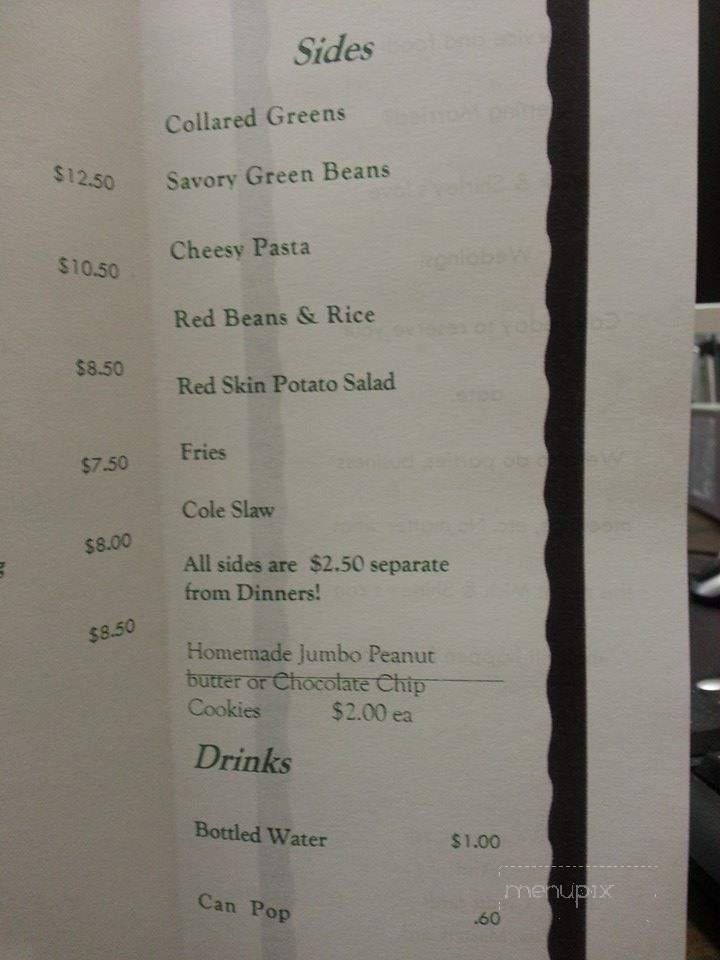 Sides
Collared Greens
$12.50
Savory Green Beans
Cheesy Pasta
$10.50
Red Beans & Rice
$8.50
Red Skin Potato Salad
Fries
$7.50
Cole Slaw
$8.00
All sides are $2.50 separate
from Dinners!
$8.50
Homemade Jumbo Peanut
butter or Chocolate Chip
Cookies $2.00 ea
Drinks
Bottled Water $1.00
menupix
Can Pop .60